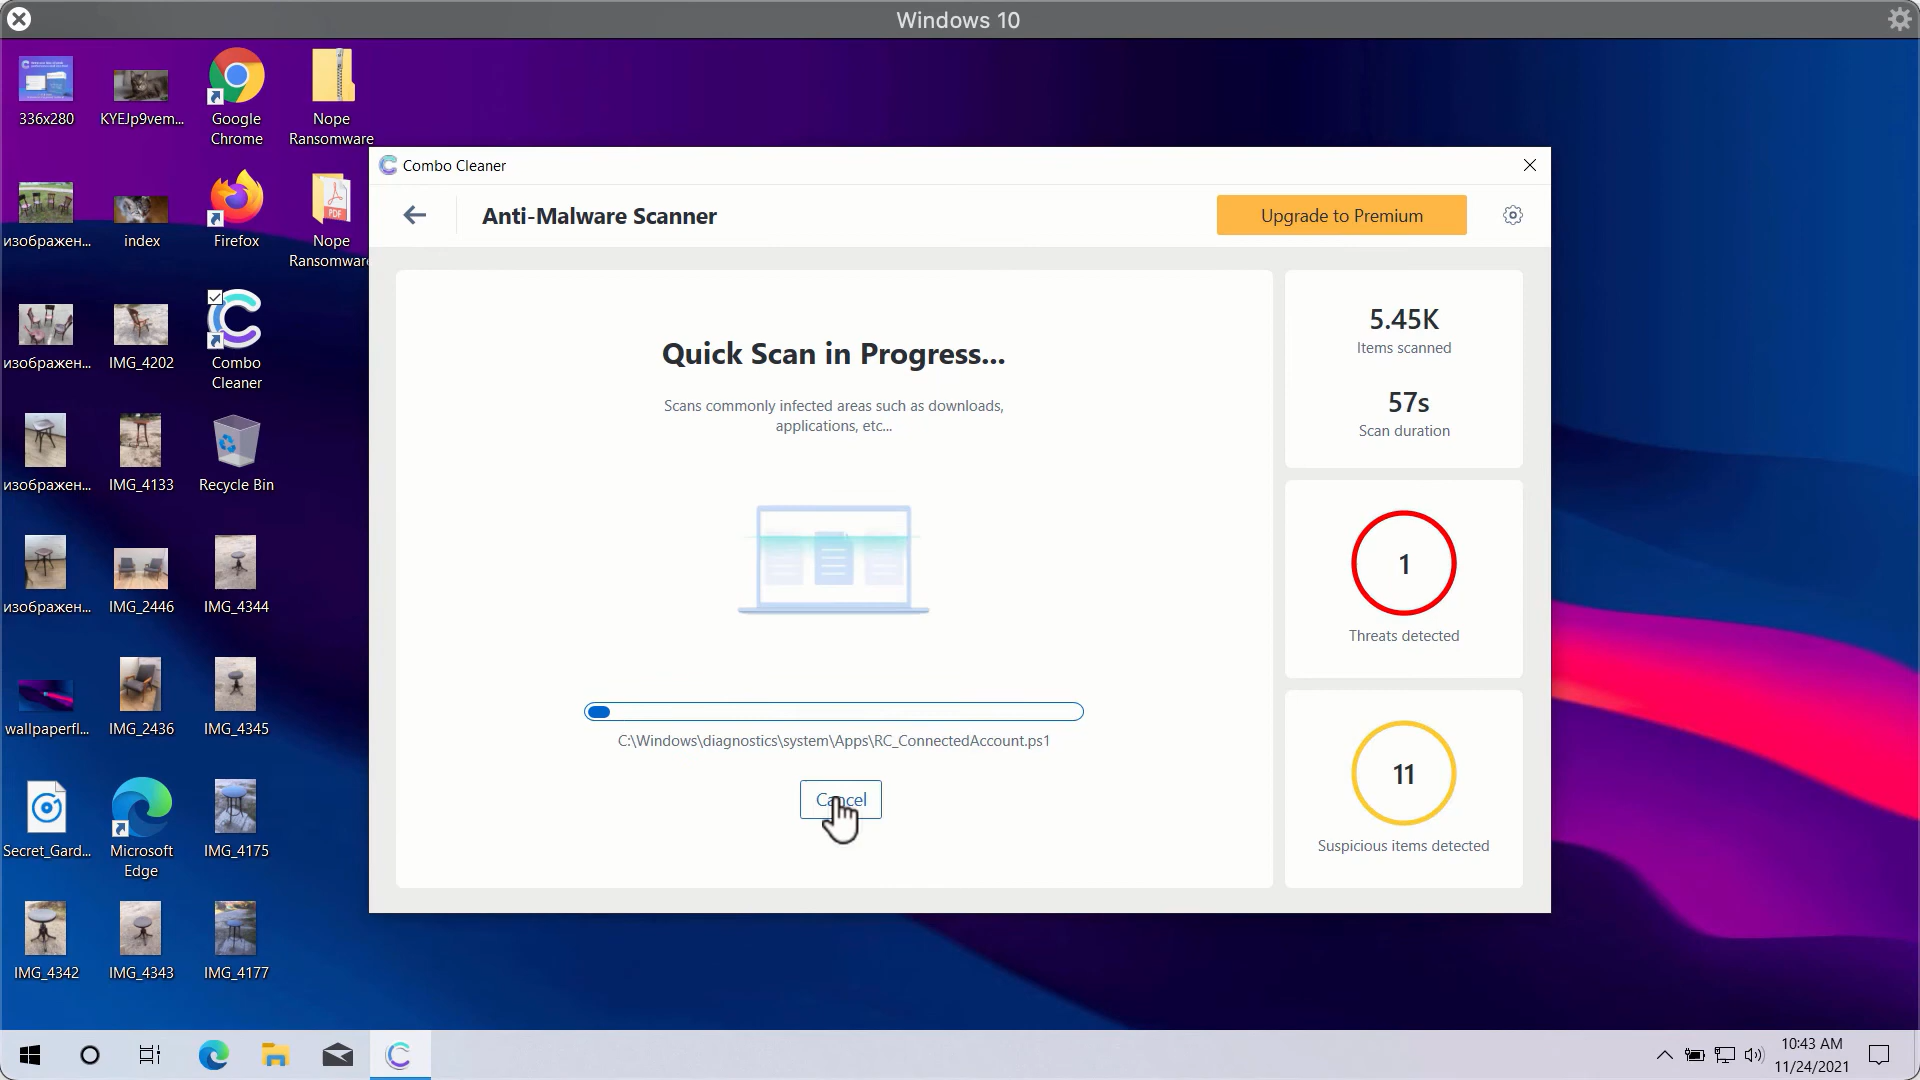 Windows 10
336x280
KYEJp9vem...
Google
Chrome
Nope
Ransomware
изображен...
index
Firefox
Nope
Ransomware
изображен...
IMG_4202
Combo
Cleaner
изображен...
IMG_4133
Recycle Bin
изображен...
IMG_2446
IMG_4344
wallpaperfl...
IMG_2436
IMG_4345
Secret_Gard...
Microsoft
Edge
IMG_4175
IMG_4342
IMG_4343
IMG_4177
PDF
Combo Cleaner
Anti-Malware Scanner
Upgrade to Premium
Quick Scan in Progress...
Scans commonly infected areas such as downloads,
applications, etc...
C:\Windows\diagnostics\system\Apps\RC_ConnectedAccount.ps1
Cancel
5.45K
Items scanned
57s
Scan duration
1
Threats detected
11
Suspicious items detected
10:43 AM
11/24/2021